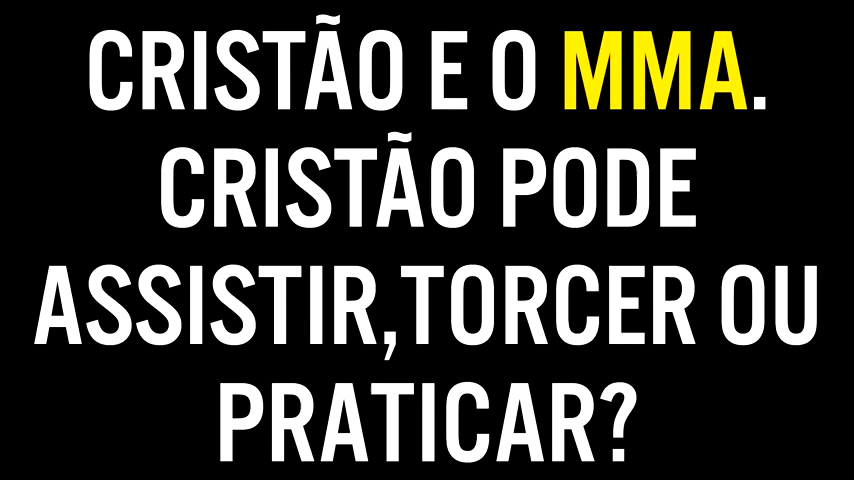 CRISTÃO E O MMA.
CRISTÃO PODE
ASSISTIR,TORCER OU
PRATICAR?